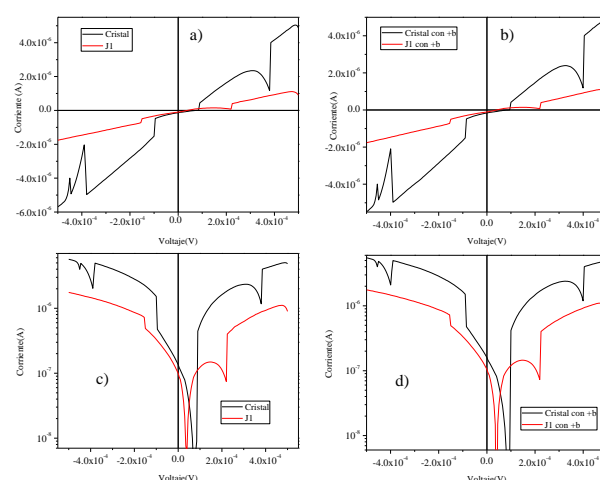 a)
Cristal
J1
Corriente (A)
4.0x10⁻⁶
2.0x10⁻⁶
0.0
-2.0x10⁻⁶
-4.0x10⁻⁶
-6.0x10⁻⁶
-4.0x10⁻⁴ -2.0x10⁻⁴ 0.0 2.0x10⁻⁴ 4.0x10⁻⁴
Voltaje(V)
b)
Cristal con +b
J1 con +b
Corriente(A)
4.0x10⁻⁶
2.0x10⁻⁶
0.0
-2.0x10⁻⁶
-4.0x10⁻⁶
-4.0x10⁻⁴ -2.0x10⁻⁴ 0.0 2.0x10⁻⁴ 4.0x10⁻⁴
Voltaje(V)
c)
Cristal
J1
Corriente(A)
10⁻⁶
10⁻⁷
10⁻⁸
-4.0x10⁻⁴ -2.0x10⁻⁴ 0.0 2.0x10⁻⁴ 4.0x10⁻⁴
Voltaje(V)
d)
Cristal con +b
J1 con +b
Corriente(A)
10⁻⁶
10⁻⁷
10⁻⁸
-4.0x10⁻⁴ -2.0x10⁻⁴ 0.0 2.0x10⁻⁴ 4.0x10⁻⁴
Voltaje(V)